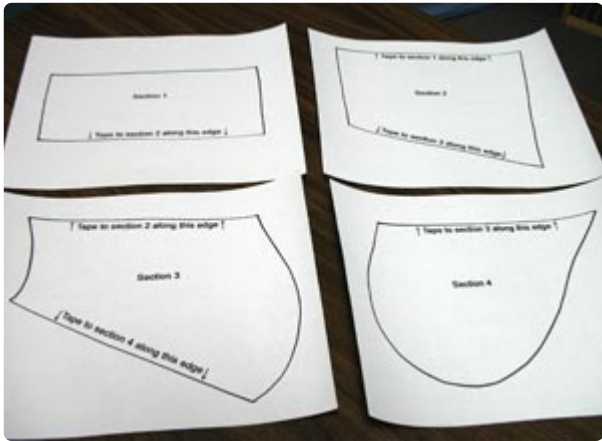 Section 1
Tape to section 2 along this edge
Tape to section 1 along this edge
Section 2
Tape to section 3 along this edge
Tape to section 2 along this edge
Section 3
Tape to section 4 along this edge
Tape to section 3 along this edge
Section 4